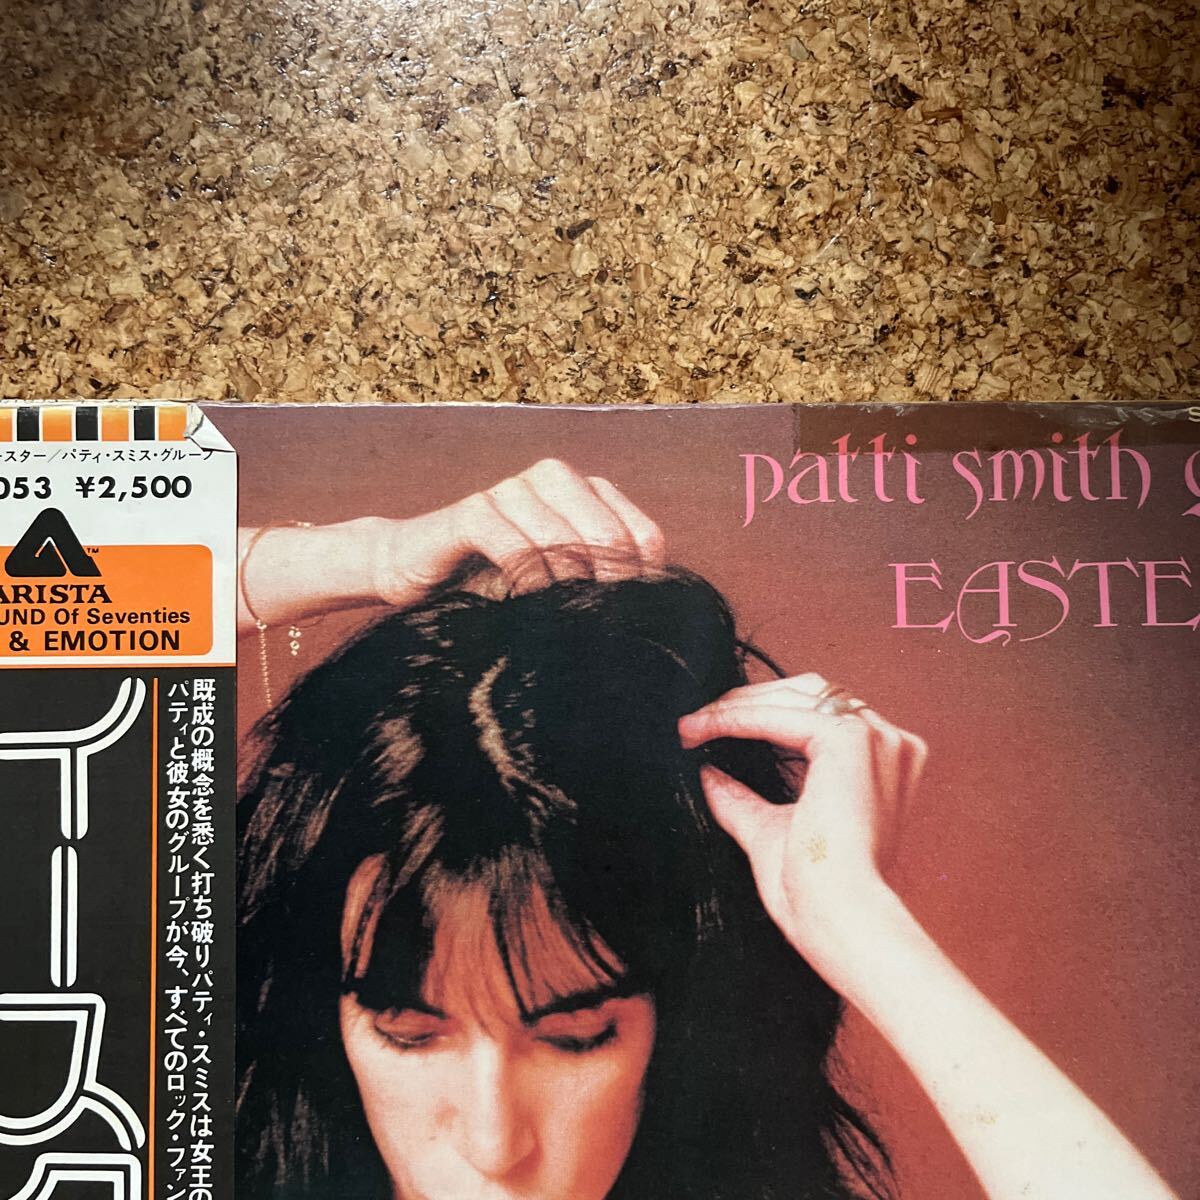 スター／パティ・スミス・グループ
053 ¥2,500
™
ARISTA
UND Of Seventies
& EMOTION
既成の概念を悉く打ち破りパティ・スミスは女王の
パティと彼女のグループが今、すべてのロック・ファン
イース
patti smith g
EASTE